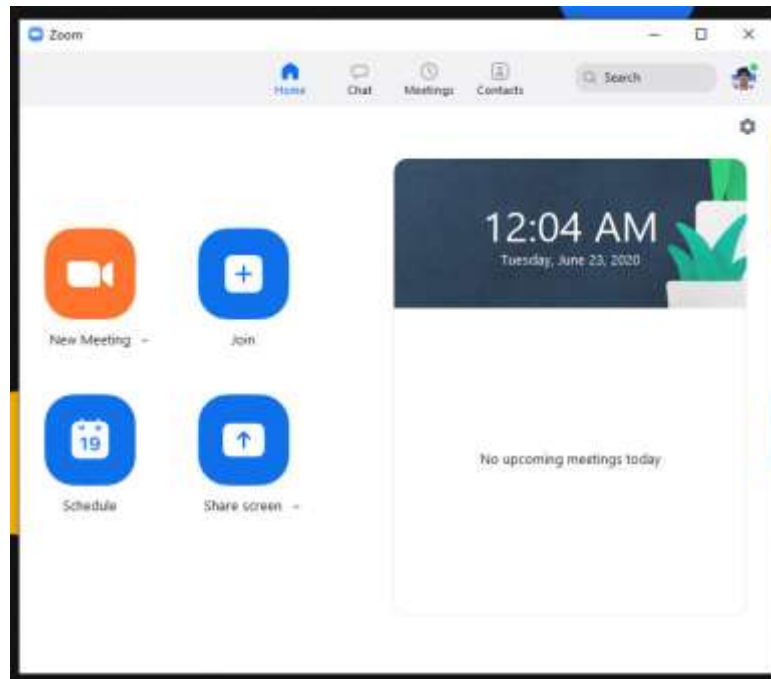 Zoom
Home Chat Meetings Contacts Search
12:04 AM
Tuesday, June 23, 2020
New Meeting Join
19
Schedule Share screen
No upcoming meetings today